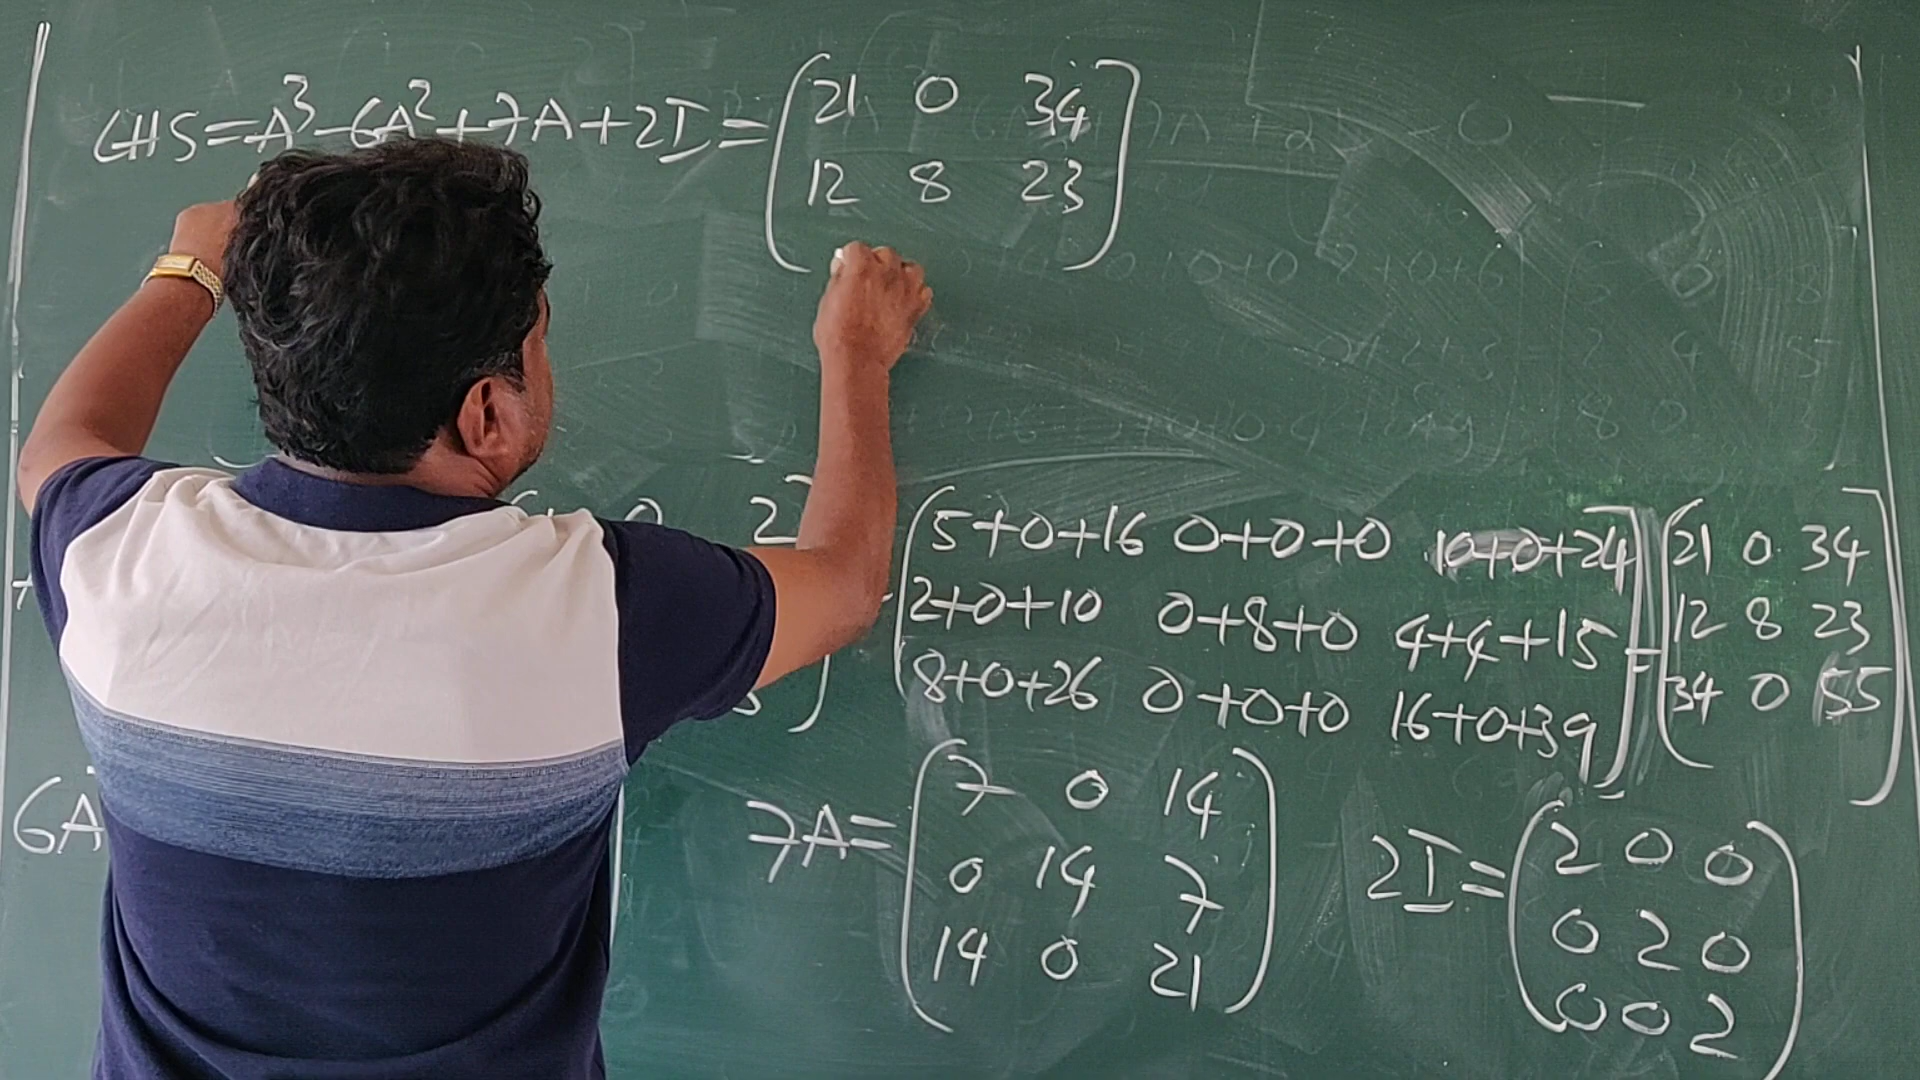 LHS=A³-6A²+7A+2I=(21 0 34
12 8 23)
2
(5+0+16 0+0+0 10+0+24
2+0+10 0+8+0 4+4+15
8+0+26 0+0+0 16+0+39)
=(21 0 34
12 8 23
34 0 55)
6A
7A=(7 0 14
0 14 7
14 0 21)
2I=(2 0 0
0 2 0
0 0 2)